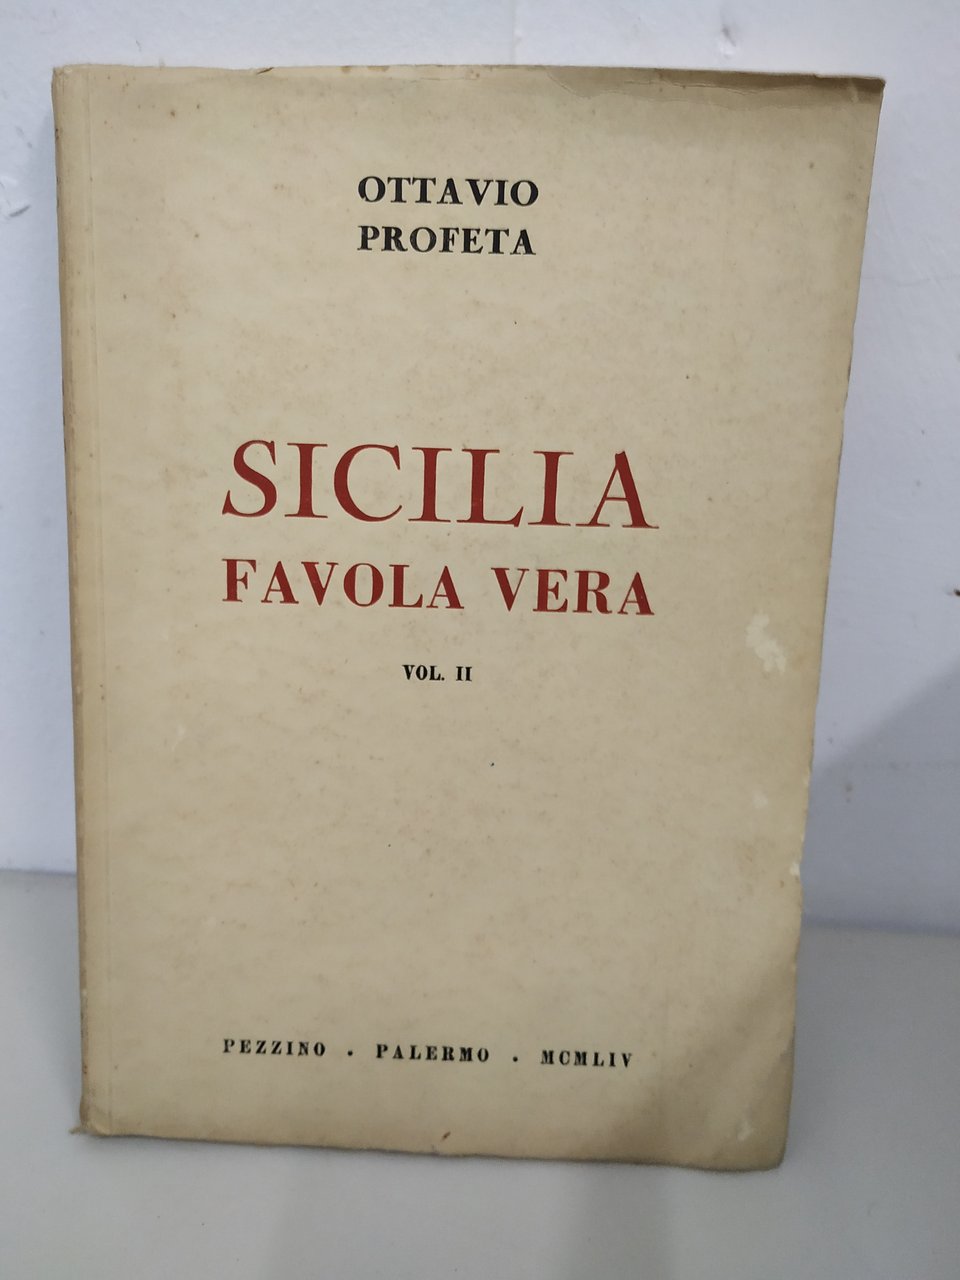 OTTAVIO
PROFETA
SICILIA
FAVOLA VERA
VOL. II
PEZZINO . PALERMO . MCMLIV